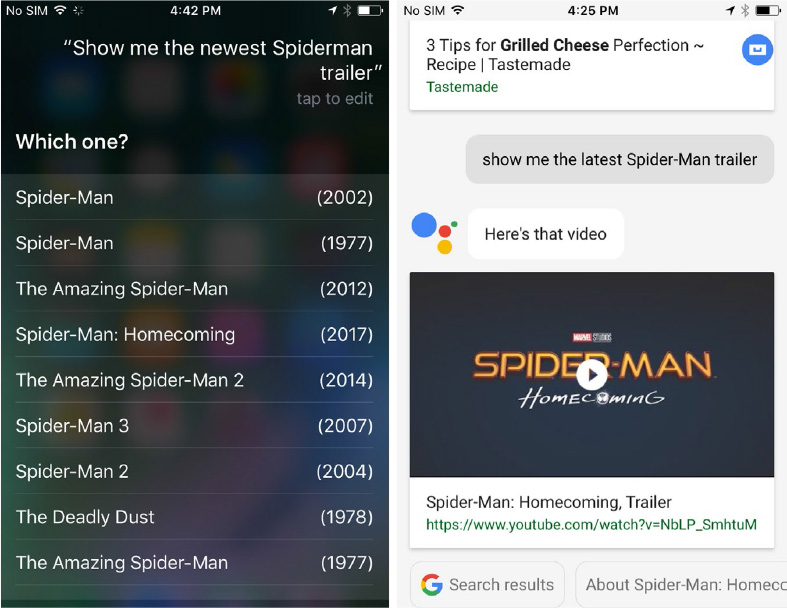 No SIM 4:42 PM
“Show me the newest Spiderman
trailer”
tap to edit
Which one?
Spider-Man (2002)
Spider-Man (1977)
The Amazing Spider-Man (2012)
Spider-Man: Homecoming (2017)
The Amazing Spider-Man 2 (2014)
Spider-Man 3 (2007)
Spider-Man 2 (2004)
The Deadly Dust (1978)
The Amazing Spider-Man (1977)
No SIM 4:25 PM
3 Tips for Grilled Cheese Perfection ~
Recipe | Tastemade
Tastemade
show me the latest Spider-Man trailer
Here's that video
MARVEL STUDIOS
SPIDER-MAN
HOMECOMING
Spider-Man: Homecoming, Trailer
https://www.youtube.com/watch?v=NbLP_SmhtuM
G Search results
About Spider-Man: Homeco